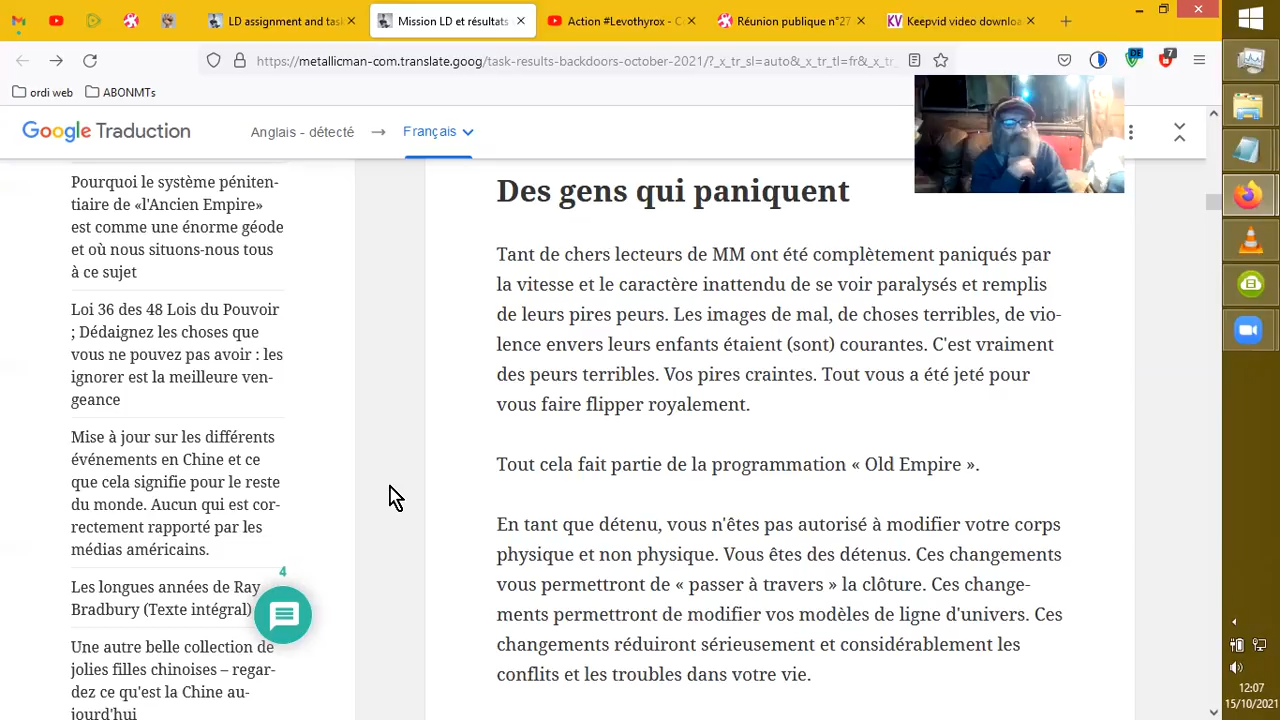 LD assignment and tas
Mission LD et résultats
Action #Levothyrox - C
Réunion publique n°27
KV
Keepvid video downloa
https://metallicman-com.translate.goog/task-results-backdoors-october-2021/?_x_tr_sl=auto&_x_tr_tl=fr&_x_
DE
7
ordi web
ABONMTs
Google Traduction
Anglais - détecté
Français
Pourquoi le système péniten-
tiaire de «l'Ancien Empire»
est comme une énorme géode
et où nous situons-nous tous
à ce sujet
Loi 36 des 48 Lois du Pouvoir
; Dédaignez les choses que
vous ne pouvez pas avoir : les
ignorer est la meilleure ven-
geance
Mise à jour sur les différents
événements en Chine et ce
que cela signifie pour le reste
du monde. Aucun qui est cor-
rectement rapporté par les
médias américains.
Les longues années de Ray
Bradbury (Texte intégral)
Une autre belle collection de
jolies filles chinoises – regar-
dez ce qu'est la Chine au-
jourd'hui
4
Des gens qui paniquent
Tant de chers lecteurs de MM ont été complètement paniqués par
la vitesse et le caractère inattendu de se voir paralysés et remplis
de leurs pires peurs. Les images de mal, de choses terribles, de vio-
lence envers leurs enfants étaient (sont) courantes. C'est vraiment
des peurs terribles. Vos pires craintes. Tout vous a été jeté pour
vous faire flipper royalement.
Tout cela fait partie de la programmation « Old Empire ».
En tant que détenu, vous n'êtes pas autorisé à modifier votre corps
physique et non physique. Vous êtes des détenus. Ces changements
vous permettront de « passer à travers » la clôture. Ces change-
ments permettront de modifier vos modèles de ligne d'univers. Ces
changements réduiront sérieusement et considérablement les
conflits et les troubles dans votre vie.
12:07
15/10/2021